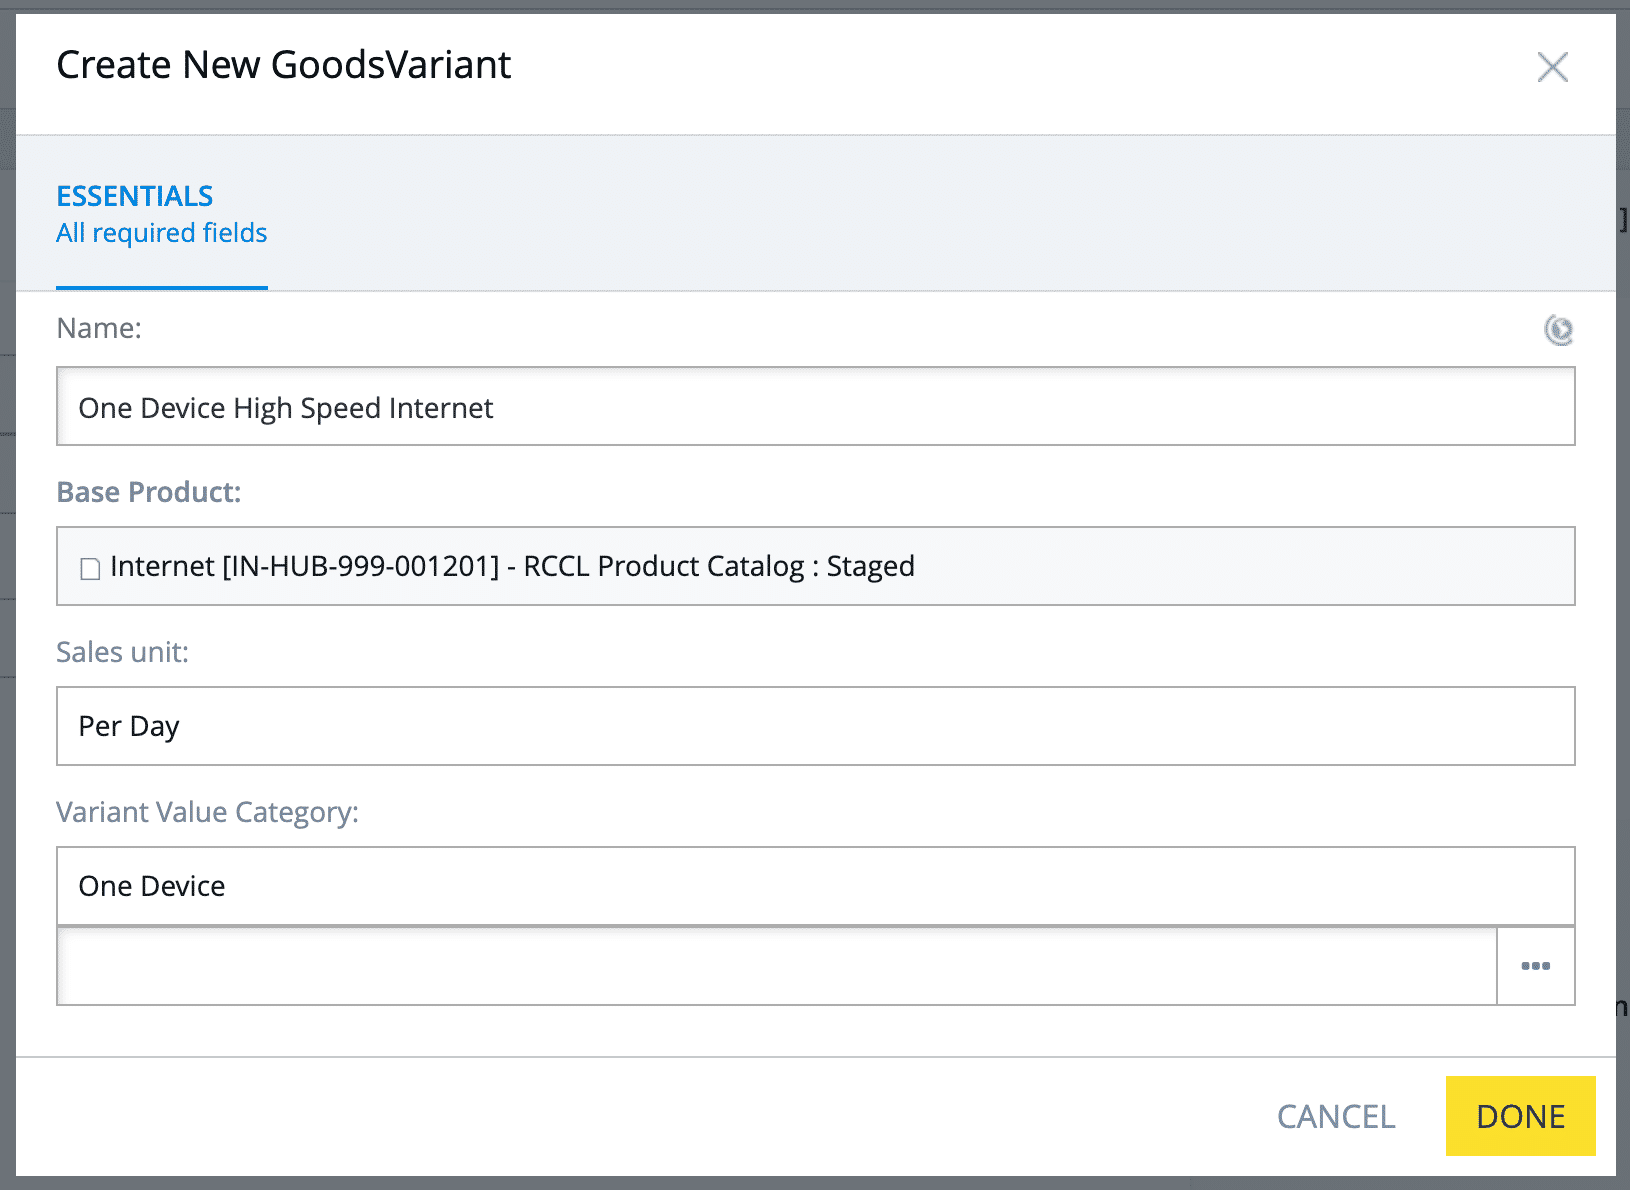 Create New GoodsVariant
ESSENTIALS
All required fields
Name:
One Device High Speed Internet
Base Product:
Internet [IN-HUB-999-001201] - RCCL Product Catalog : Staged
Sales unit:
Per Day
Variant Value Category:
One Device
CANCEL
DONE